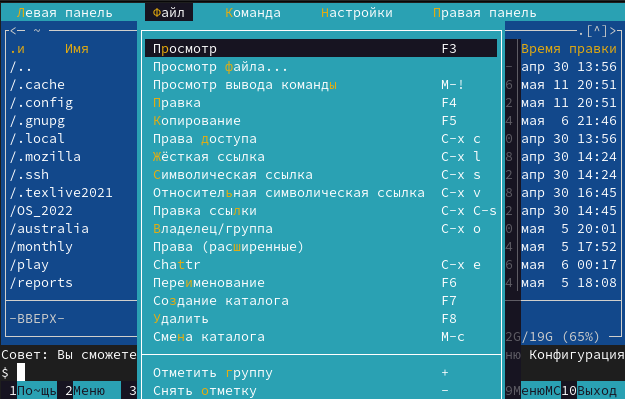 Левая панель Файл Команда Настройки Правая панель
<– ~ .[^]>
.и Имя Просмотр F3 Время правки
/.. Просмотр файла... апр 30 13:56
/.cache Просмотр вывода команды M-! мая 11 20:51
/.config Правка F4 мая 11 20:51
/.gnupg Копирование F5 мая 6 21:46
/.local Права доступа C-x c апр 30 13:56
/.mozilla Жёсткая ссылка C-x l апр 30 14:24
/.ssh Символическая ссылка C-x s апр 30 14:24
/.texlive2021 Относительная символическая ссылка C-x v апр 30 16:45
/OS_2022 Правка ссылки C-x C-s апр 30 14:45
/australia Владелец/группа C-x o мая 5 20:01
/monthly Права (расширенные) мая 5 17:52
/play Chattr C-x e мая 6 00:17
/reports Переименование F6 мая 5 18:08
Создание каталога F7
-ВВЕРХ- Удалить F8
Смена каталога M-c 2G/19G (65%)
Совет: Вы сможете Конфигурация
$ Отметить группу +
1По~щь 2Меню 3 Снять отметку - 9МенюMC10Выход